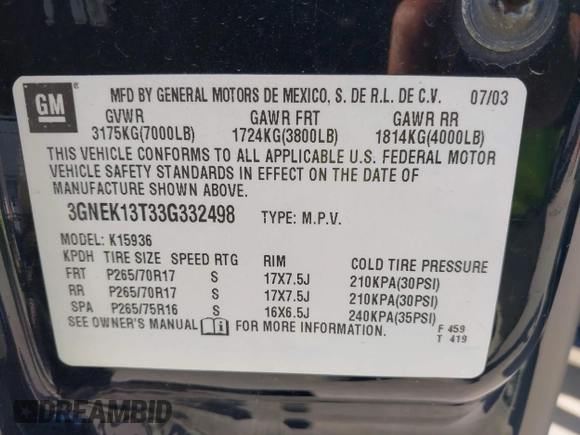 GM
MFD BY GENERAL MOTORS DE MEXICO, S. DE R.L. DE C.V. 07/03
GVWR GAWR FRT GAWR RR
3175KG(7000LB) 1724KG(3800LB) 1814KG(4000LB)
THIS VEHICLE CONFORMS TO ALL APPLICABLE U.S. FEDERAL MOTOR
VEHICLE SAFETY STANDARDS IN EFFECT ON THE DATE OF
MANUFACTURE SHOWN ABOVE.
3GNEK13T33G332498 TYPE: M.P.V.
MODEL: K15936
KPDH TIRE SIZE SPEED RTG RIM COLD TIRE PRESSURE
FRT P265/70R17 S 17X7.5J 210KPA(30PSI)
RR P265/70R17 S 17X7.5J 210KPA(30PSI)
SPA P265/75R16 S 16X6.5J 240KPA(35PSI)
SEE OWNER'S MANUAL FOR MORE INFORMATION.
F 459
T 419
DREAMBID